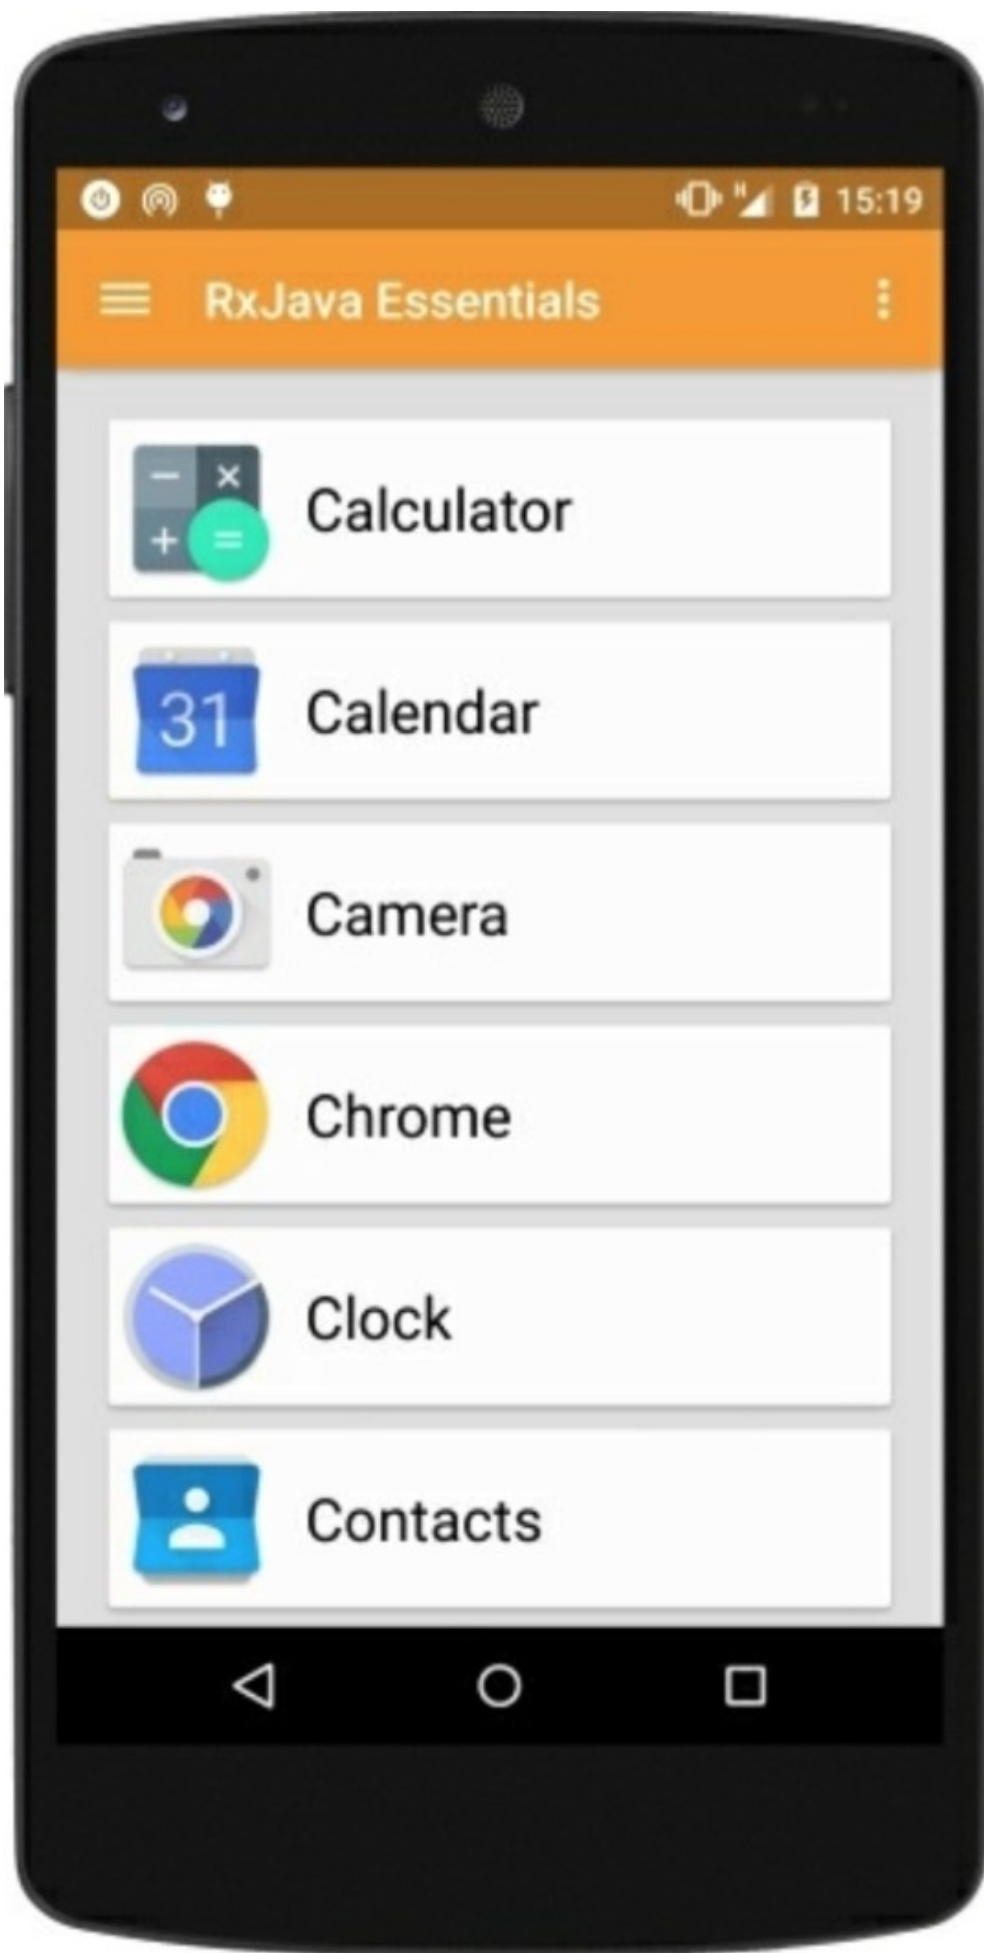 H 15:19
RxJava Essentials
− ×
+ =
Calculator
31 Calendar
Camera
Chrome
Clock
Contacts